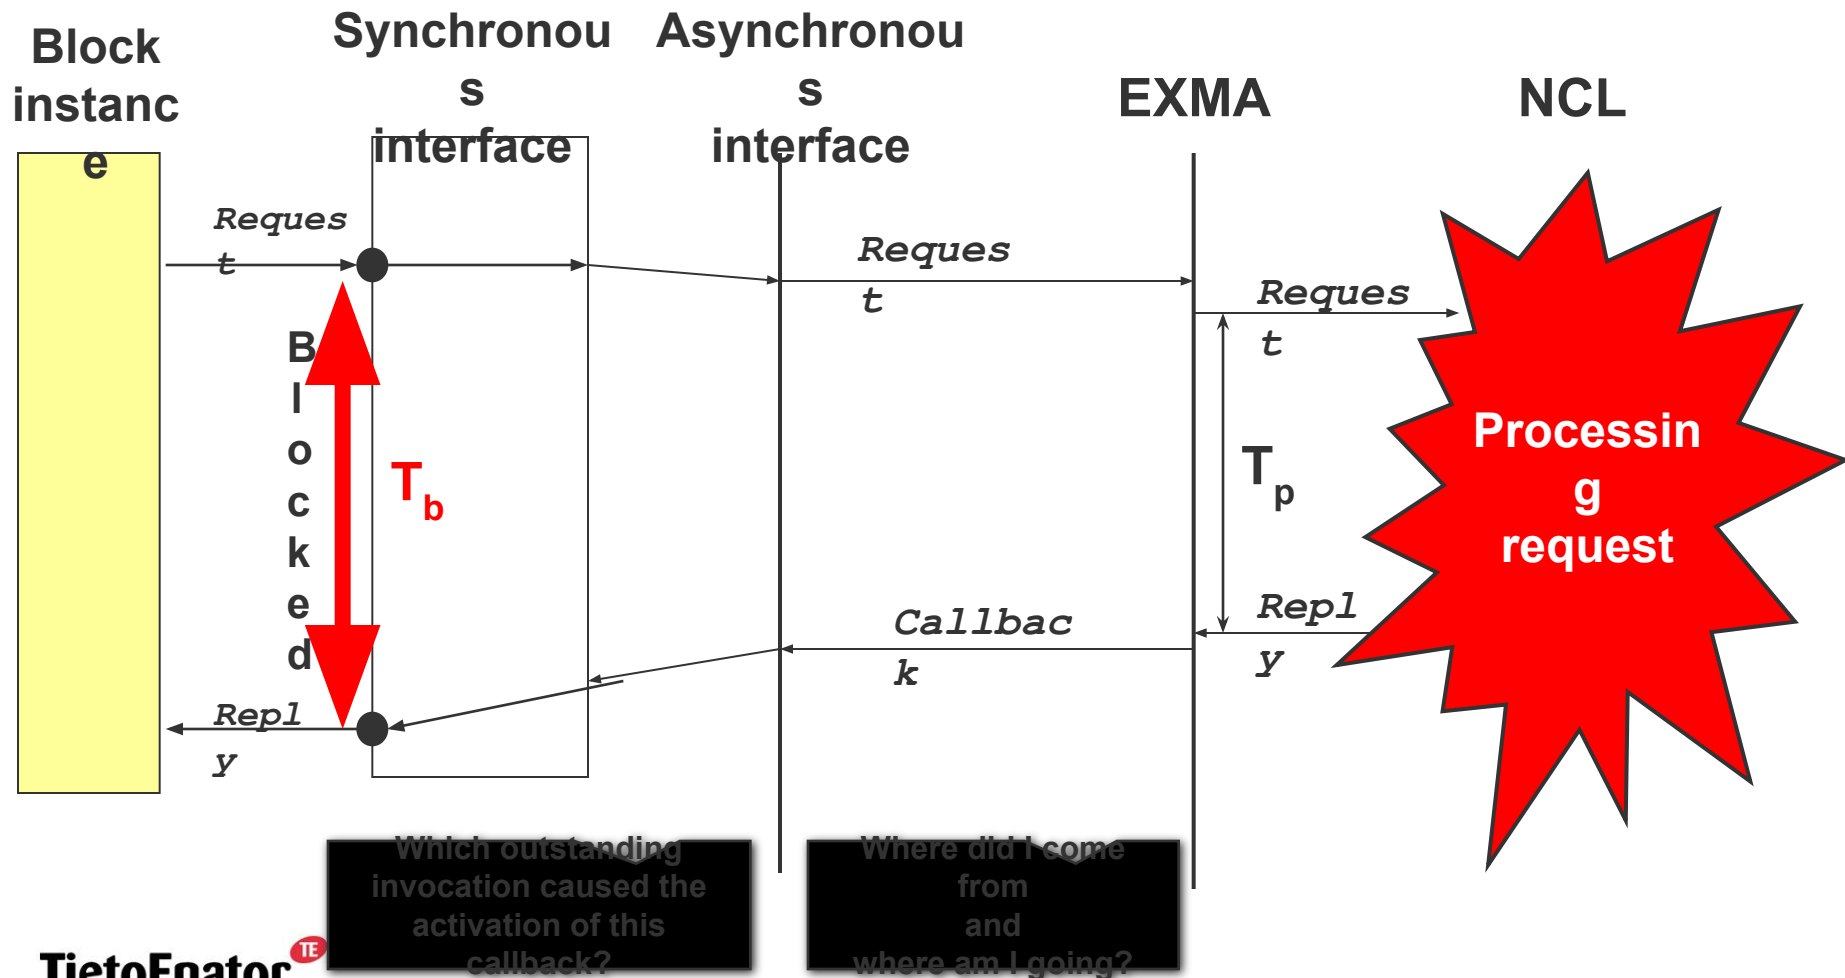 Block
instanc
e
Synchronou
s
interface
Asynchronou
s
interface
EXMA
NCL
Reques
t
Reques
t
Reques
t
B
l
o
c
k
e
d
Tb
Tp
Processin
g
request
Callbac
k
Repl
y
Repl
y
Which outstanding
invocation caused the
activation of this
callback?
Where did I come
from
and
where am I going?
TietoEnator
TE